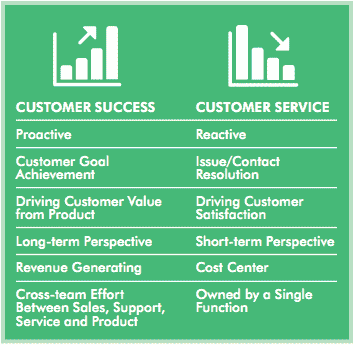 CUSTOMER SUCCESS CUSTOMER SERVICE
Proactive Reactive
Customer Goal Issue/Contact
Achievement Resolution
Driving Customer Value Driving Customer
from Product Satisfaction
Long-term Perspective Short-term Perspective
Revenue Generating Cost Center
Cross-team Effort Owned by a Single
Between Sales, Support, Function
Service and Product